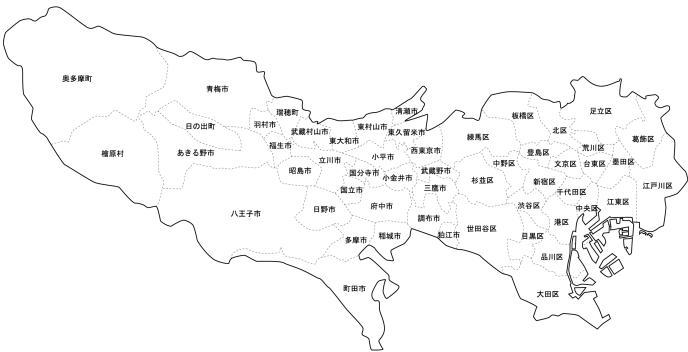 奥多摩町
青梅市
瑞穂町
羽村市
日の出町
檜原村
あきる野市
福生市
武蔵村山市
東大和市
東村山市
清瀬市
東久留米市
西東京市
昭島市
立川市
小平市
国分寺市
小金井市
武蔵野市
三鷹市
国立市
八王子市
日野市
府中市
調布市
狛江市
多摩市
稲城市
町田市
練馬区
板橋区
北区
足立区
葛飾区
荒川区
豊島区
文京区
台東区
墨田区
中野区
杉並区
新宿区
千代田区
江戸川区
渋谷区
中央区
江東区
港区
世田谷区
目黒区
品川区
大田区